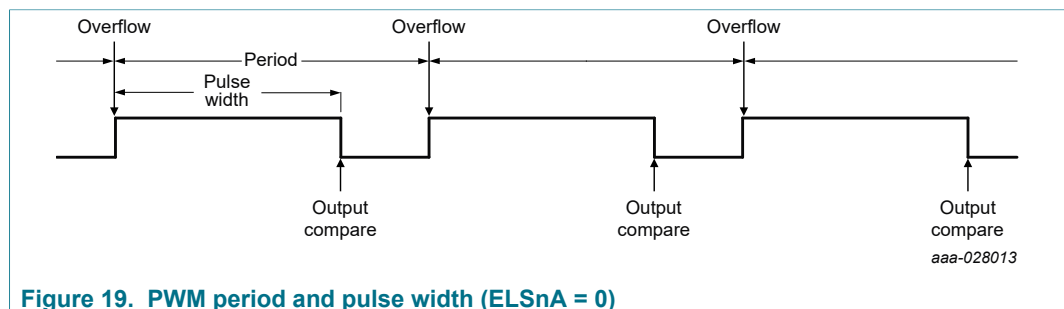 Overflow Overflow Overflow
Period
Pulse
width
Output Output Output
compare compare compare
aaa-028013
Figure 19. PWM period and pulse width (ELSnA = 0)